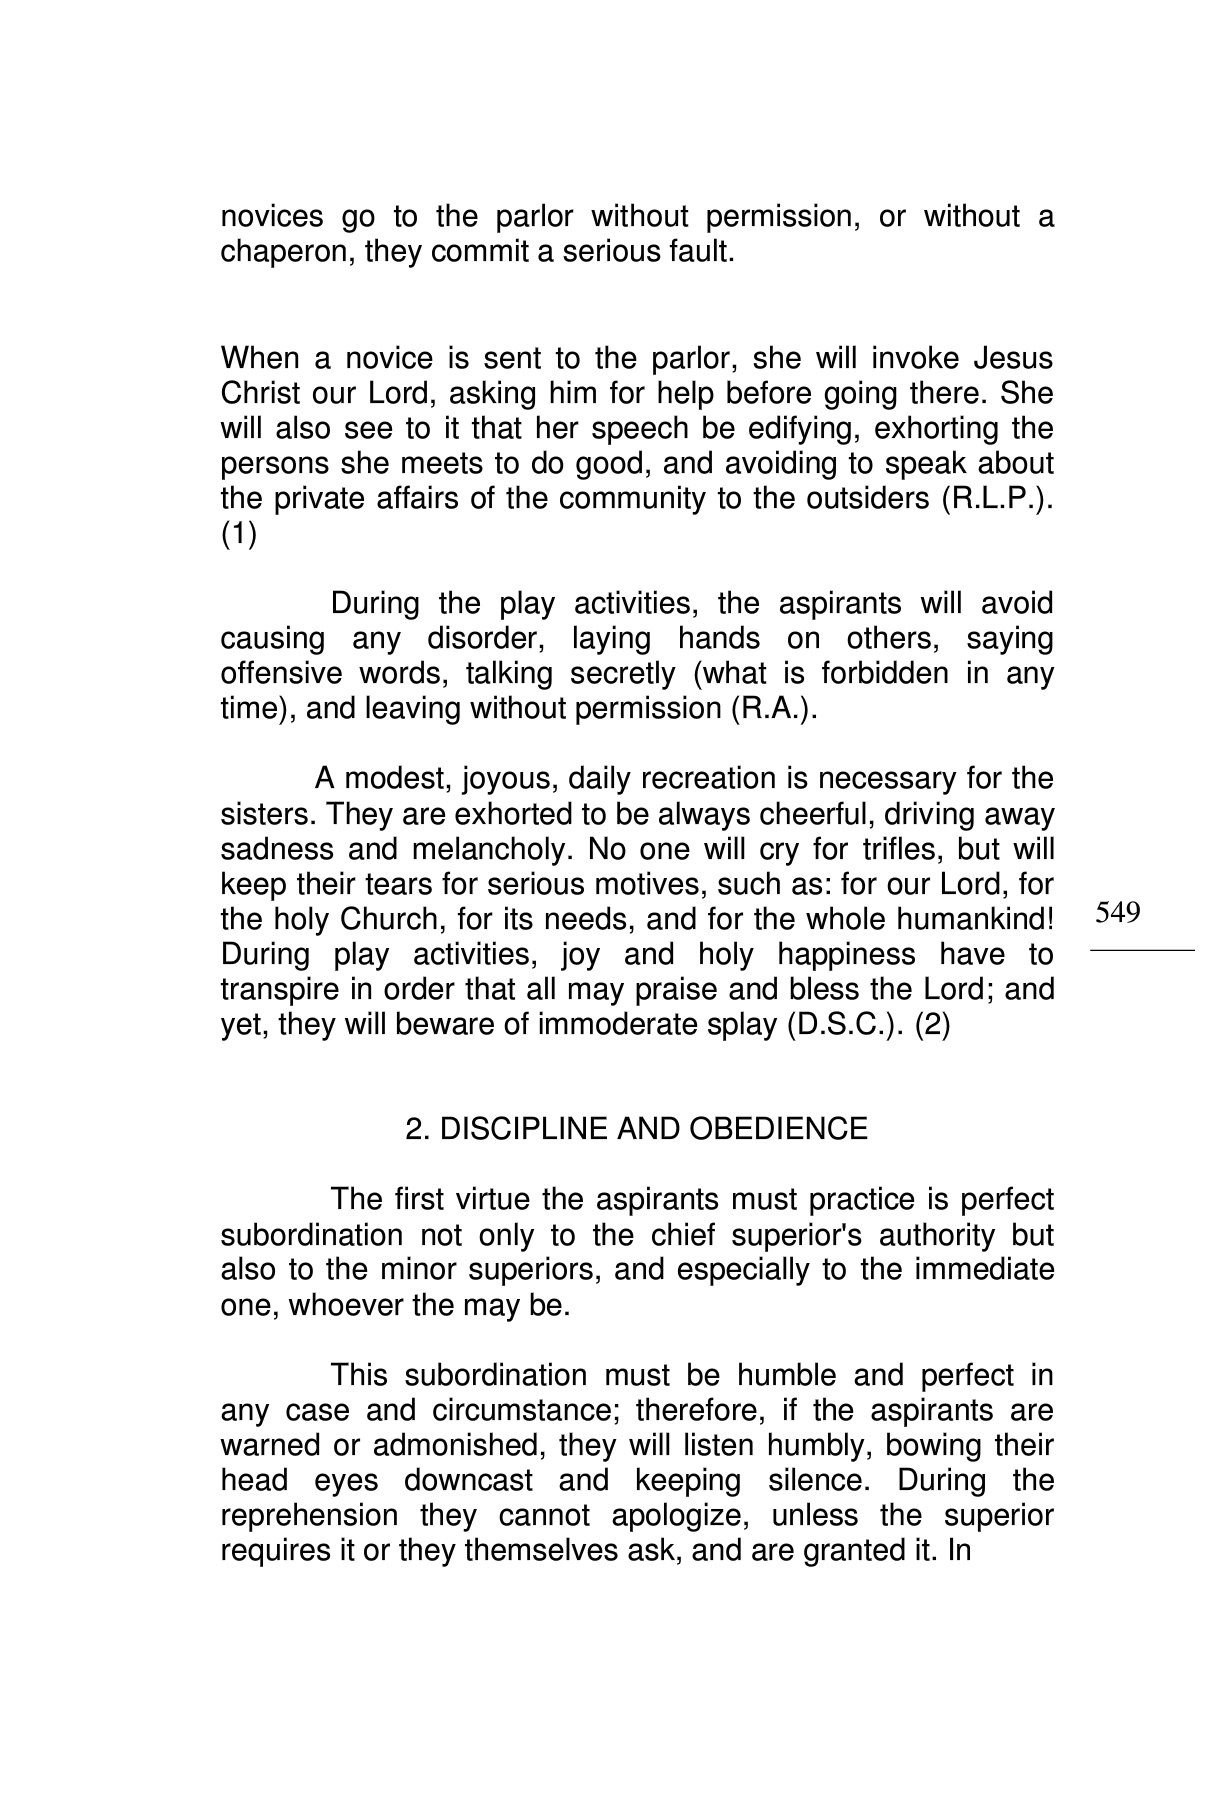 novices go to the parlor without permission, or without a
chaperon, they commit a serious fault.
When a novice is sent to the parlor, she will invoke Jesus
Christ our Lord, asking him for help before going there. She
will also see to it that her speech be edifying, exhorting the
persons she meets to do good, and avoiding to speak about
the private affairs of the community to the outsiders (R.L.P.).
(1)
During the play activities, the aspirants will avoid
causing any disorder, laying hands on others, saying
offensive words, talking secretly (what is forbidden in any
time), and leaving without permission (R.A.).
A modest, joyous, daily recreation is necessary for the
sisters. They are exhorted to be always cheerful, driving away
sadness and melancholy. No one will cry for trifles, but will
keep their tears for serious motives, such as: for our Lord, for
the holy Church, for its needs, and for the whole humankind!
During play activities, joy and holy happiness have to
transpire in order that all may praise and bless the Lord; and
yet, they will beware of immoderate splay (D.S.C.). (2)
549
2. DISCIPLINE AND OBEDIENCE
The first virtue the aspirants must practice is perfect
subordination not only to the chief superior's authority but
also to the minor superiors, and especially to the immediate
one, whoever the may be.
This subordination must be humble and perfect in
any case and circumstance; therefore, if the aspirants are
warned or admonished, they will listen humbly, bowing their
head eyes downcast and keeping silence. During the
reprehension they cannot apologize, unless the superior
requires it or they themselves ask, and are granted it. In